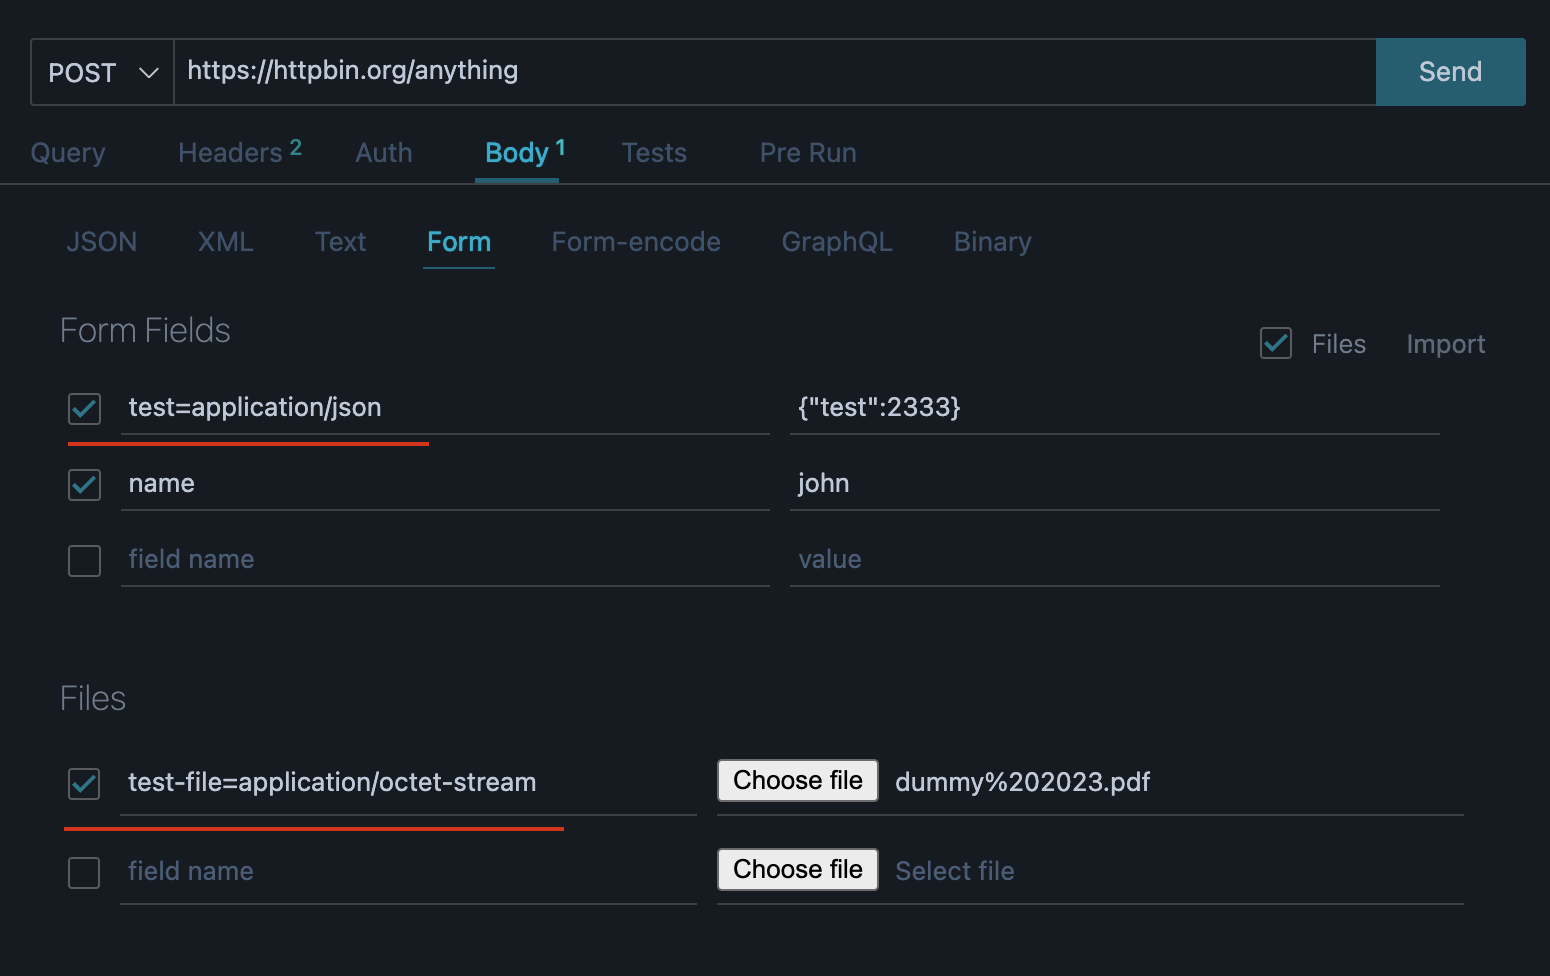 POST https://httpbin.org/anything Send
Query Headers 2 Auth Body 1 Tests Pre Run
JSON XML Text Form Form-encode GraphQL Binary
Form Fields
Files Import
test=application/json {"test":2333}
name john
field name value
Files
test-file=application/octet-stream Choose file dummy%202023.pdf
field name Choose file Select file